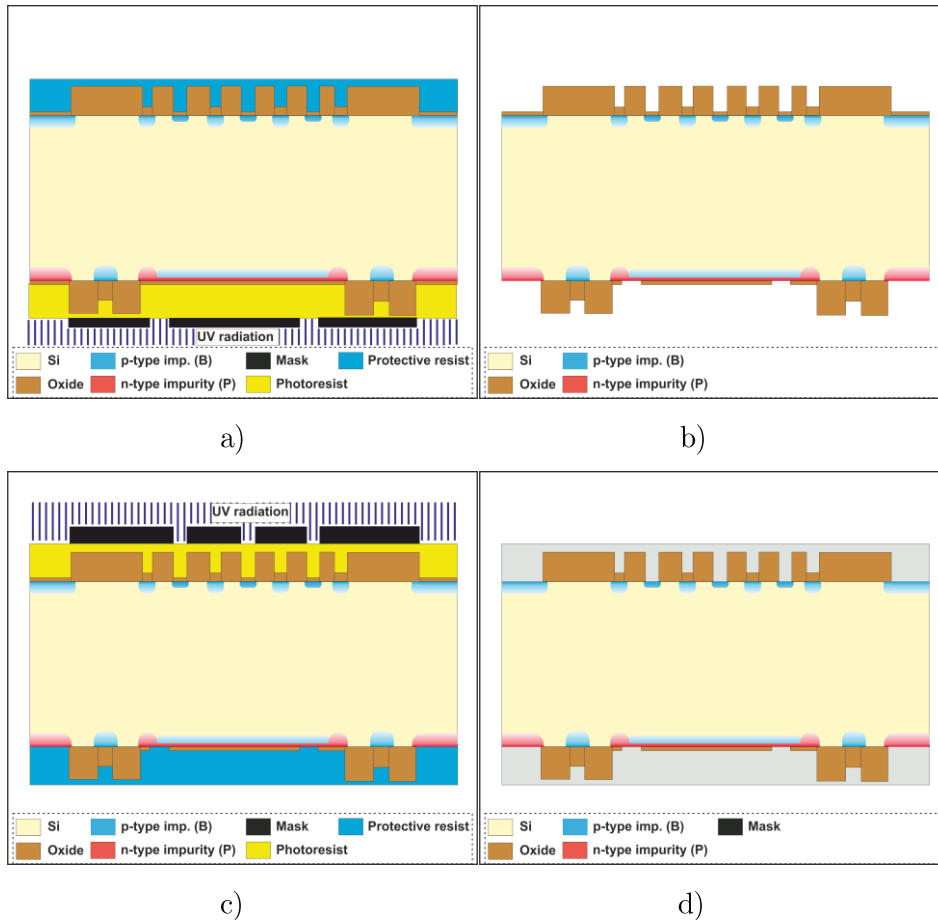 UV radiation
Si p-type imp. (B) Mask Protective resist
Oxide n-type impurity (P) Photoresist
a)
Si p-type imp. (B)
Oxide n-type impurity (P)
b)
UV radiation
Si p-type imp. (B) Mask Protective resist
Oxide n-type impurity (P) Photoresist
c)
Si p-type imp. (B) Mask
Oxide n-type impurity (P)
d)